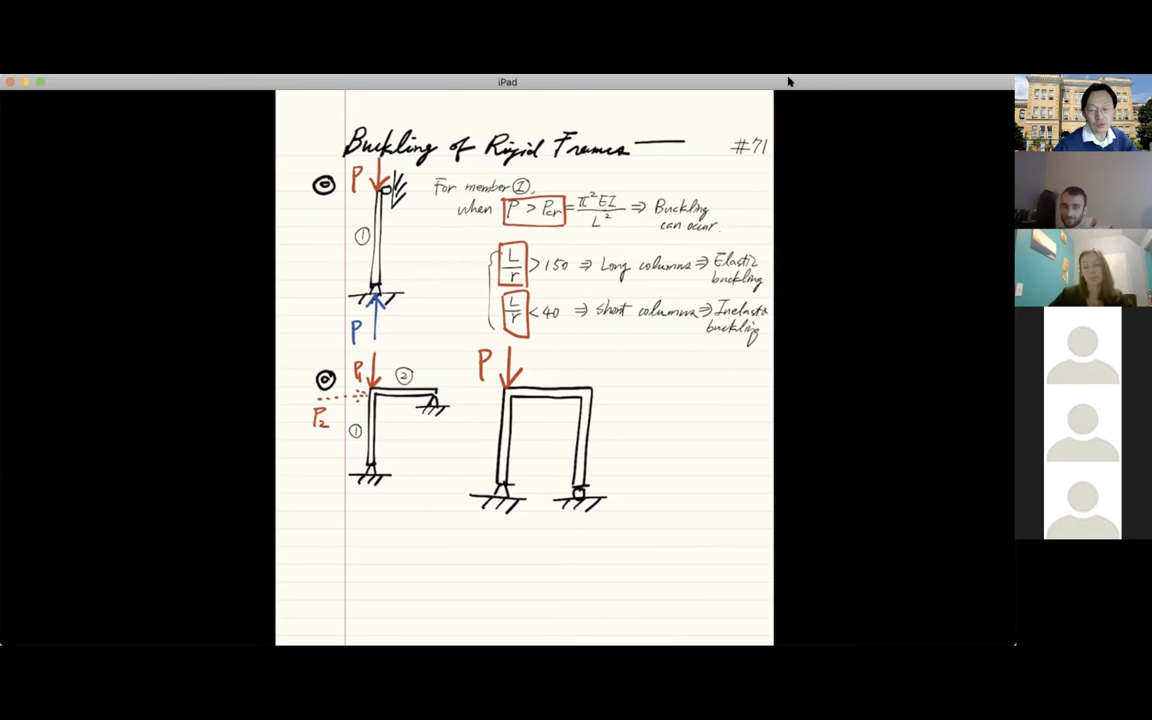 iPad
Buckling of Rigid Frames
#71
P
For member ①,
when P > Pcr = π²EI / L² ⇒ Buckling can occur.
①
L/r > 150 ⇒ Long columns ⇒ Elastic buckling
L/r < 40 ⇒ Short columns ⇒ Inelastic buckling
P
P₁
②
P
P₂
①